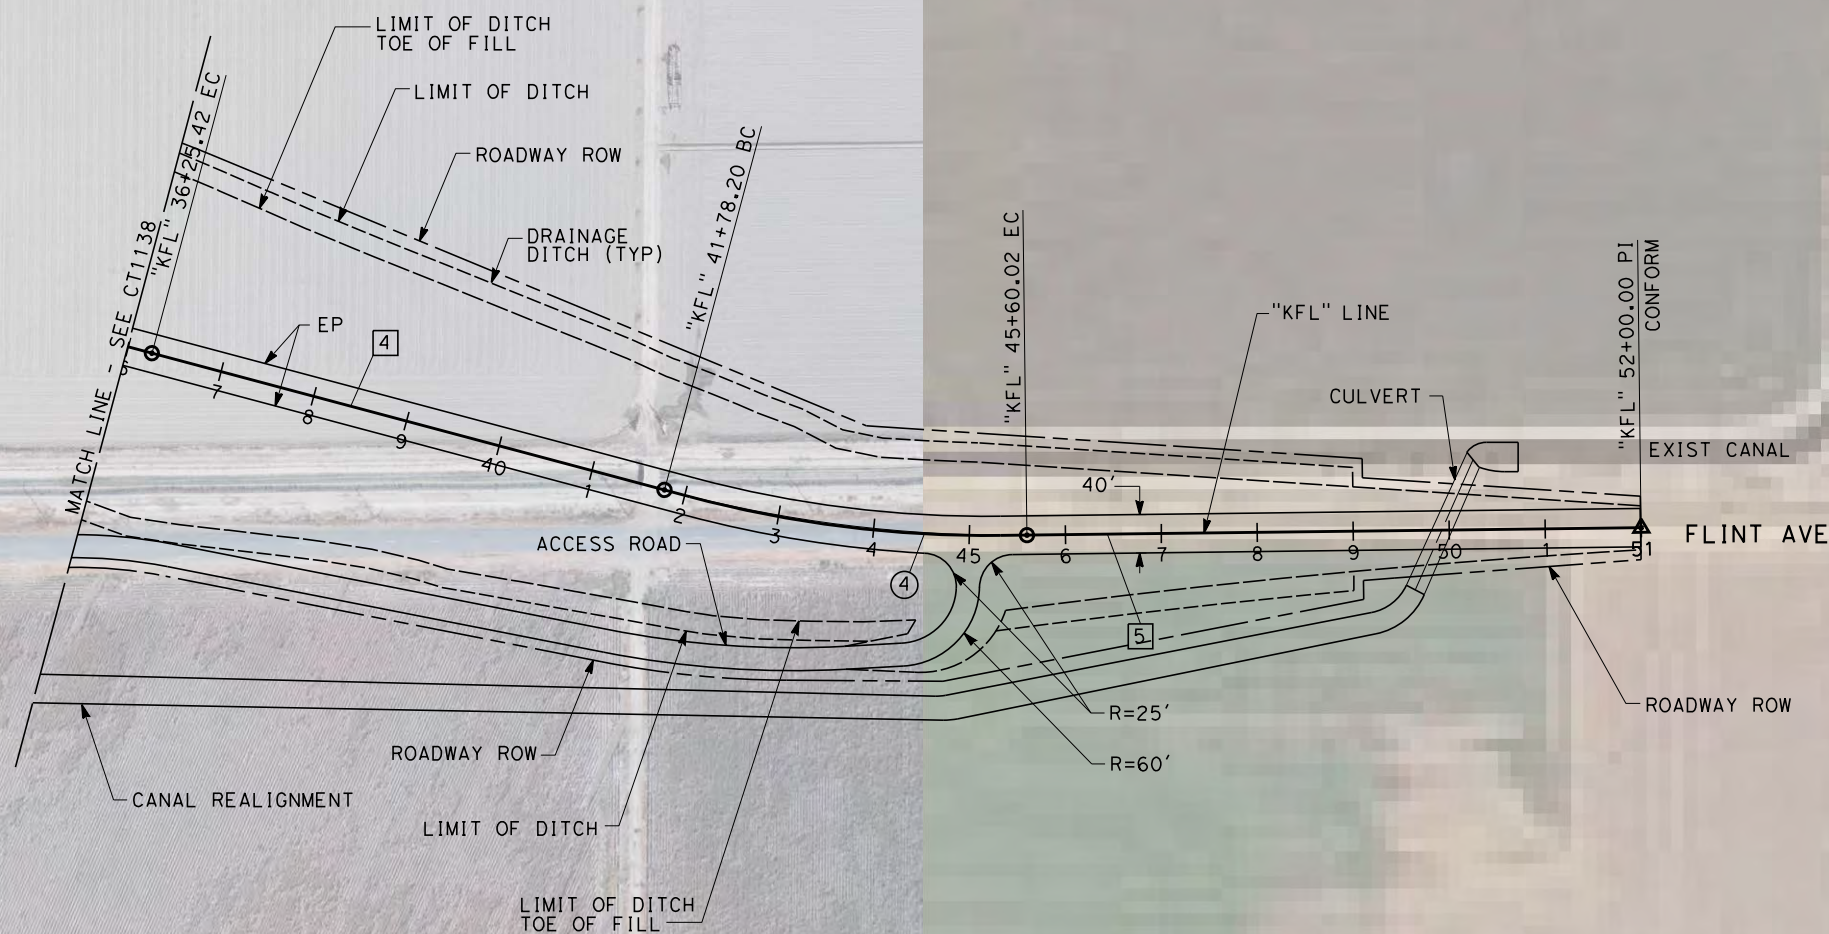 LIMIT OF DITCH
TOE OF FILL
LIMIT OF DITCH
ROADWAY ROW
DRAINAGE
DITCH (TYP)
"KFL" 36+25.42 EC
MATCH LINE - SEE CT1138
EP
4
"KFL" 41+78.20 BC
"KFL" 45+60.02 EC
"KFL" LINE
CULVERT
"KFL" 52+00.00 PI
CONFORM
EXIST CANAL
40'
FLINT AVE
6
7
8
9
40
1
2
3
4
45
6
7
8
9
50
1
51
ACCESS ROAD
4
5
R=25'
R=60'
ROADWAY ROW
ROADWAY ROW
CANAL REALIGNMENT
LIMIT OF DITCH
LIMIT OF DITCH
TOE OF FILL